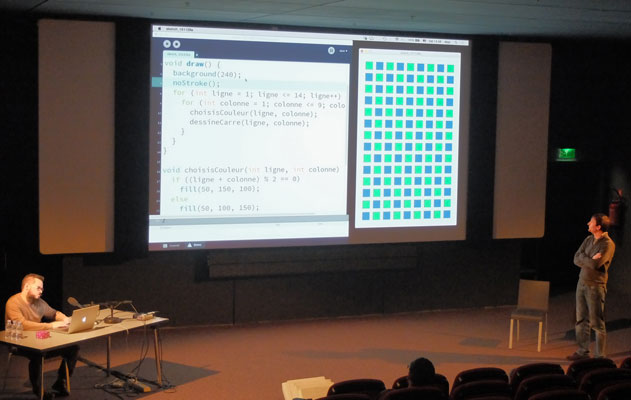 void draw() {
background(240);
noStroke();
for (int ligne = 1; ligne <= 14; ligne++)
for (int colonne = 1; colonne <= 9; colo
choisisCouleur(ligne, colonne);
dessineCarre(ligne, colonne);
}
}
}
void choisisCouleur(int ligne, int colonne)
if ((ligne + colonne) % 2 == 0)
fill(50, 150, 100);
else
fill(50, 100, 150);